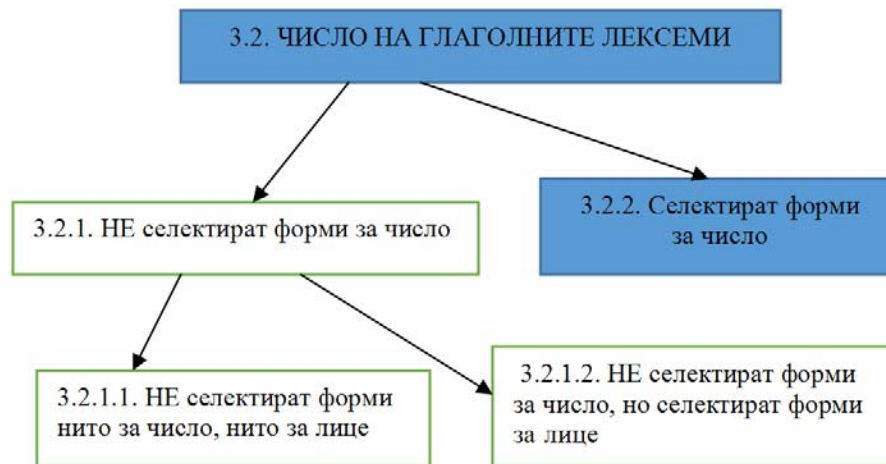 3.2. ЧИСЛО НА ГЛАГОЛНИТЕ ЛЕКСЕМИ
3.2.1. НЕ селектират форми за число
3.2.2. Селектират форми
за число
3.2.1.1. НЕ селектират форми
нито за число, нито за лице
3.2.1.2. НЕ селектират форми
за число, но селектират форми
за лице